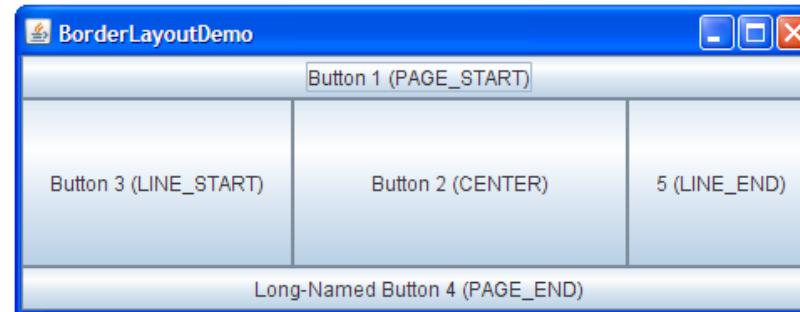 BorderLayoutDemo
Button 1 (PAGE_START)
Button 3 (LINE_START)
Button 2 (CENTER)
5 (LINE_END)
Long-Named Button 4 (PAGE_END)